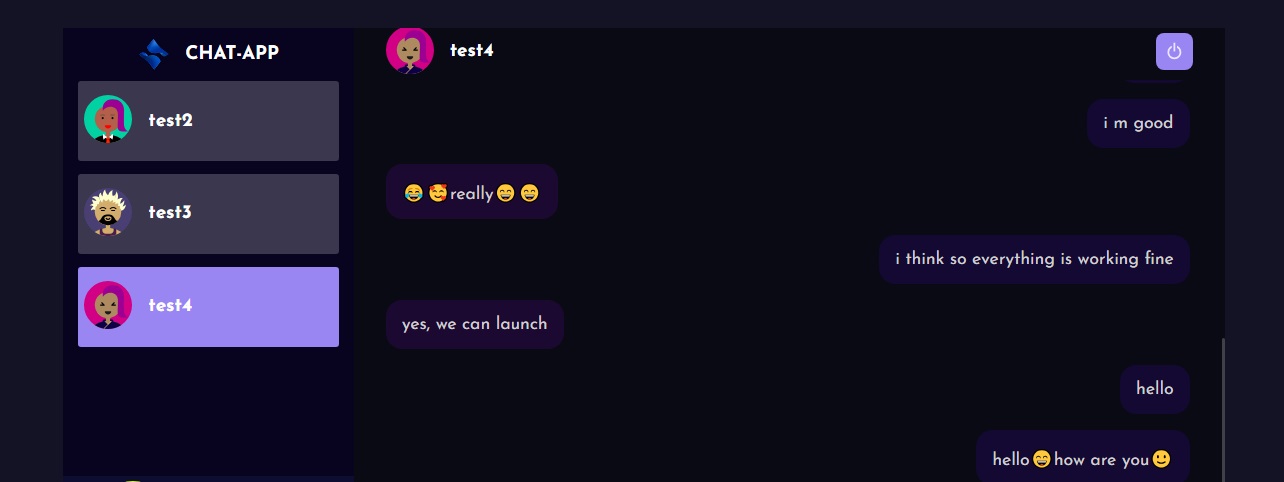 CHAT-APP
test2
test3
test4
test4
i m good
😂 🥰 really 😄 😄
i think so everything is working fine
yes, we can launch
hello
hello 😄 how are you 🙂